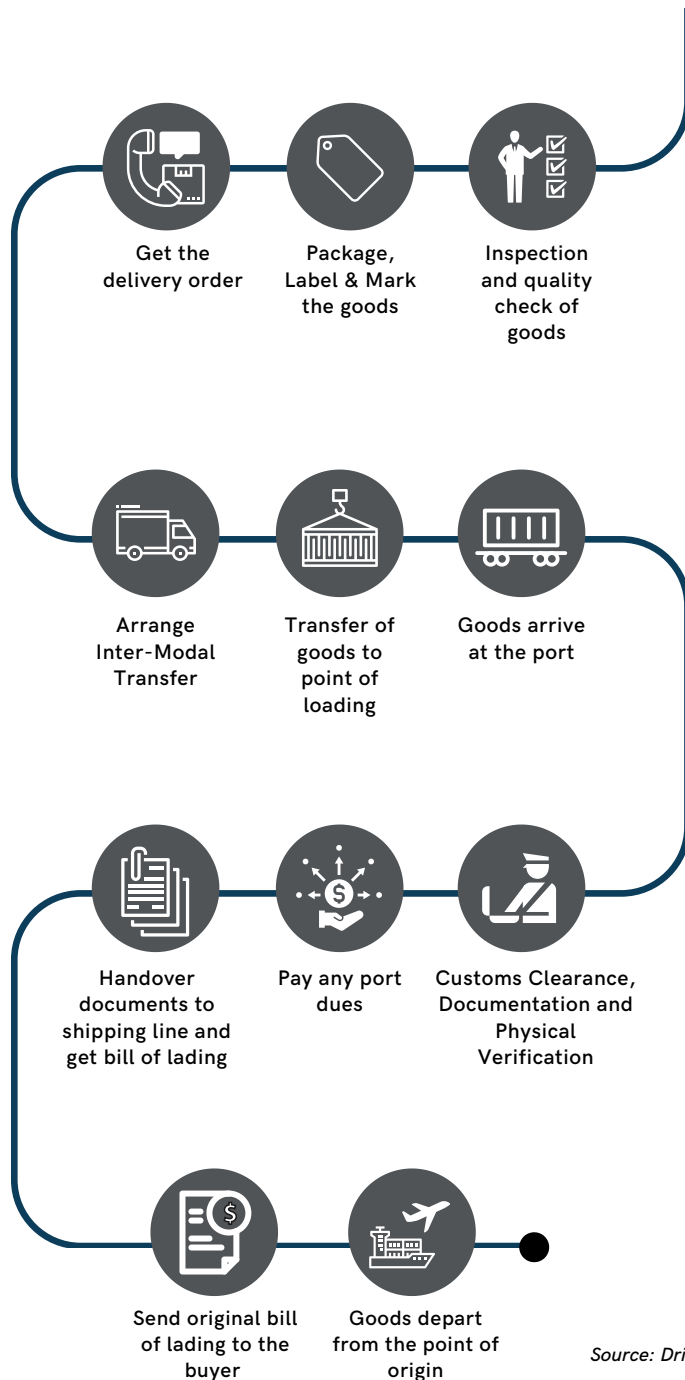 Get the
delivery order
Package,
Label & Mark
the goods
Inspection
and quality
check of
goods
Arrange
Inter-Modal
Transfer
Transfer of
goods to
point of
loading
Goods arrive
at the port
Handover
documents to
shipping line and
get bill of lading
Pay any port
dues
Customs Clearance,
Documentation and
Physical
Verification
$
$
Send original bill
of lading to the
buyer
Goods depart
from the point of
origin
Source: Dri